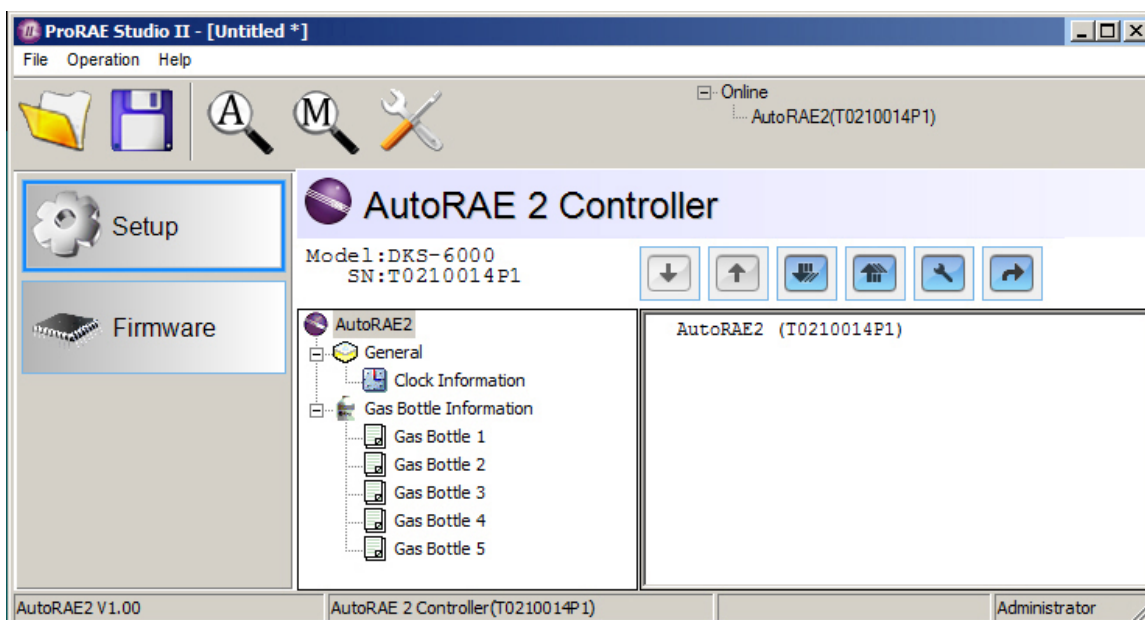 ProRAE Studio II - [Untitled *]
File Operation Help
A
M
Online
AutoRAE2(T0210014P1)
Setup
Firmware
AutoRAE 2 Controller
Model:DKS-6000
SN:T0210014P1
AutoRAE2
General
Clock Information
Gas Bottle Information
Gas Bottle 1
Gas Bottle 2
Gas Bottle 3
Gas Bottle 4
Gas Bottle 5
AutoRAE2 (T0210014P1)
AutoRAE2 V1.00
AutoRAE 2 Controller(T0210014P1)
Administrator